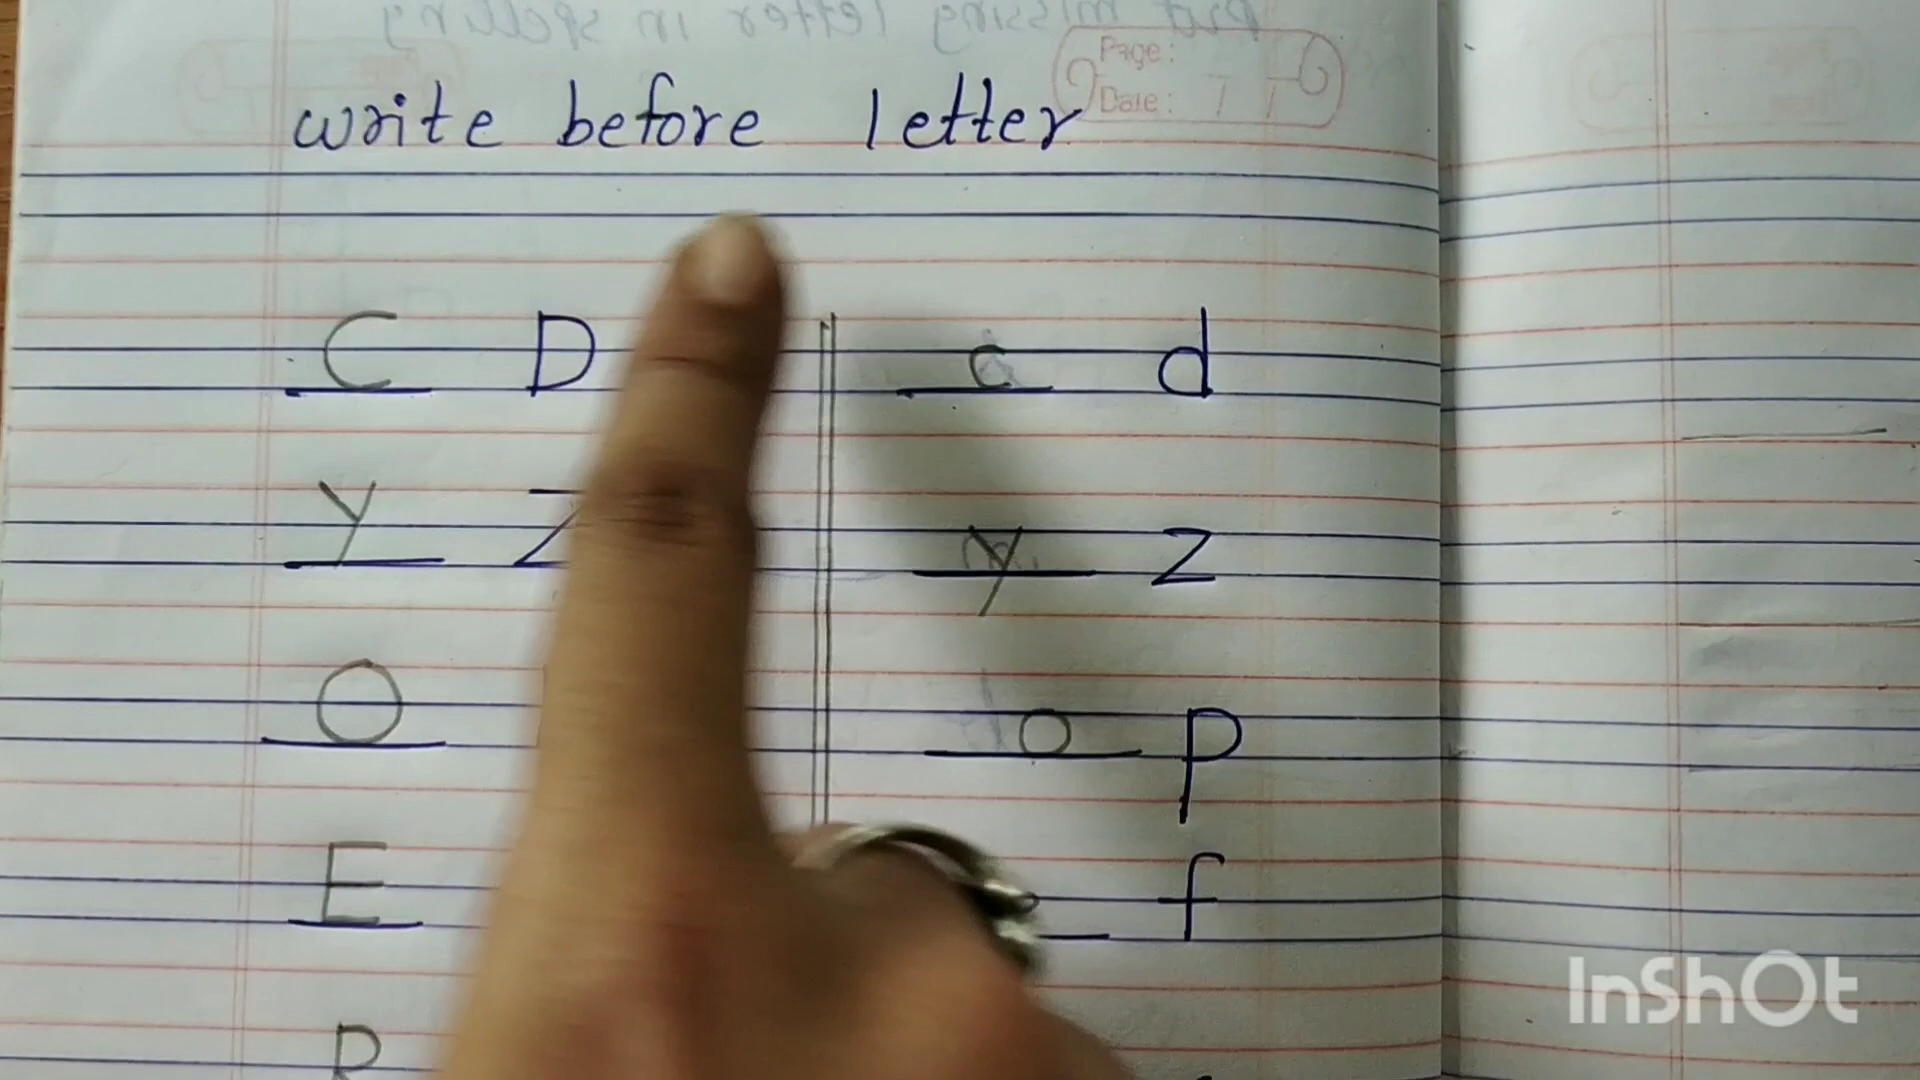 Page:
Date:
write before letter
C D c d
y Z y z
O o p
E f
R
InShOt